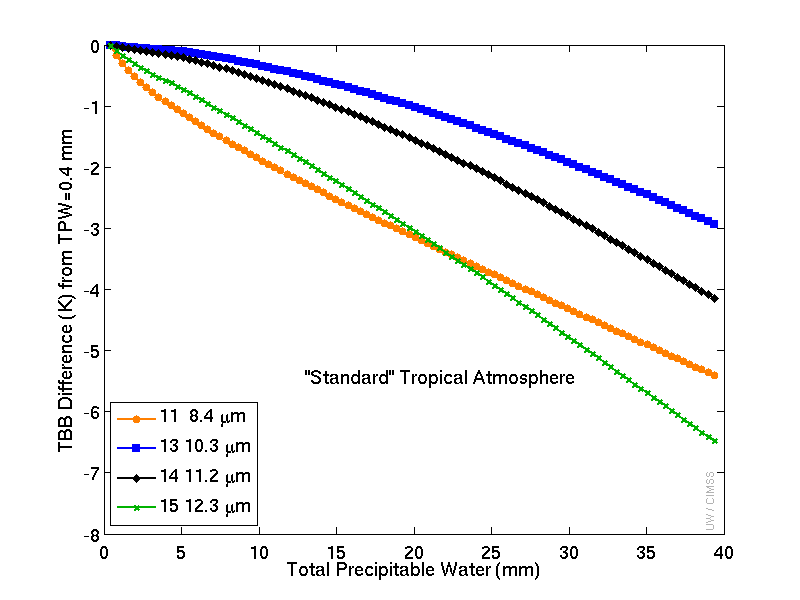 0
-1
-2
-3
-4
-5
-6
-7
-8
TBB Difference (K) from TPW=0.4 mm
"Standard" Tropical Atmosphere
11 8.4 μm
13 10.3 μm
14 11.2 μm
15 12.3 μm
UW / CIMSS
0 5 10 15 20 25 30 35 40
Total Precipitable Water (mm)